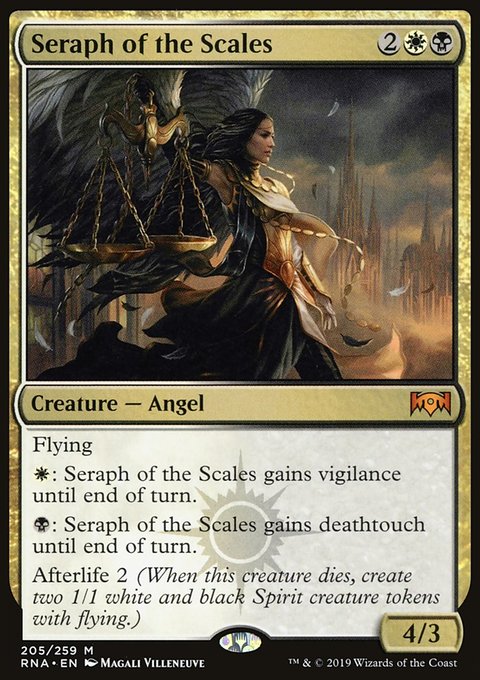 Seraph of the Scales 2
Creature — Angel
Flying
: Seraph of the Scales gains vigilance
until end of turn.
: Seraph of the Scales gains deathtouch
until end of turn.
Afterlife 2 (When this creature dies, create
two 1/1 white and black Spirit creature tokens
with flying.)
4/3
205/259 M
RNA • EN Magali Villeneuve
™ & © 2019 Wizards of the Coast